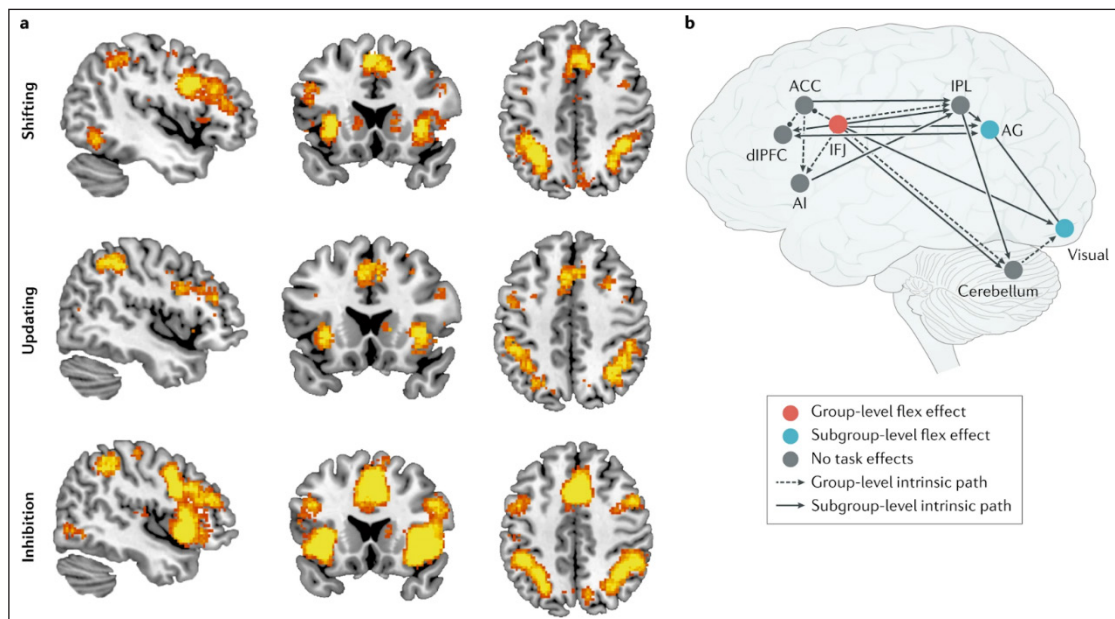 a
Shifting
Updating
Inhibition
b
ACC
IPL
dlPFC
IFJ
AG
AI
Visual
Cerebellum
Group-level flex effect
Subgroup-level flex effect
No task effects
Group-level intrinsic path
Subgroup-level intrinsic path